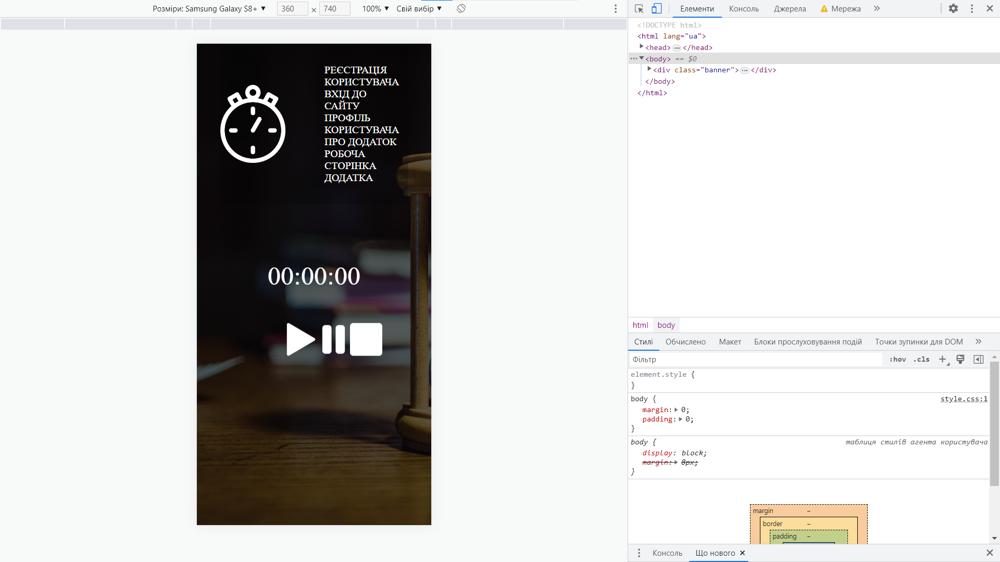 Розміри: Samsung Galaxy S8+ ▼ 360 × 740 100% ▼ Свій вибір ▼
РЕЄСТРАЦІЯ
КОРИСТУВАЧА
ВХІД ДО
САЙТУ
ПРОФІЛЬ
КОРИСТУВАЧА
ПРО ДОДАТОК
РОБОЧА
СТОРІНКА
ДОДАТКА
00:00:00
Елементи Консоль Джерела Мережа »
<!DOCTYPE html>
<html lang="ua">
<head>…</head>
<body> == $0
<div class="banner">…</div>
</body>
</html>
html body
Стилі Обчислено Макет Блоки прослуховування подій Точки зупинки для DOM »
Фільтр :hov .cls +
element.style {
}
body { style.css:1
margin: 0;
padding: 0;
}
body { таблиця стилів агента користувача
display: block;
margin: 8px;
}
margin –
border –
padding –
Консоль Що нового ×